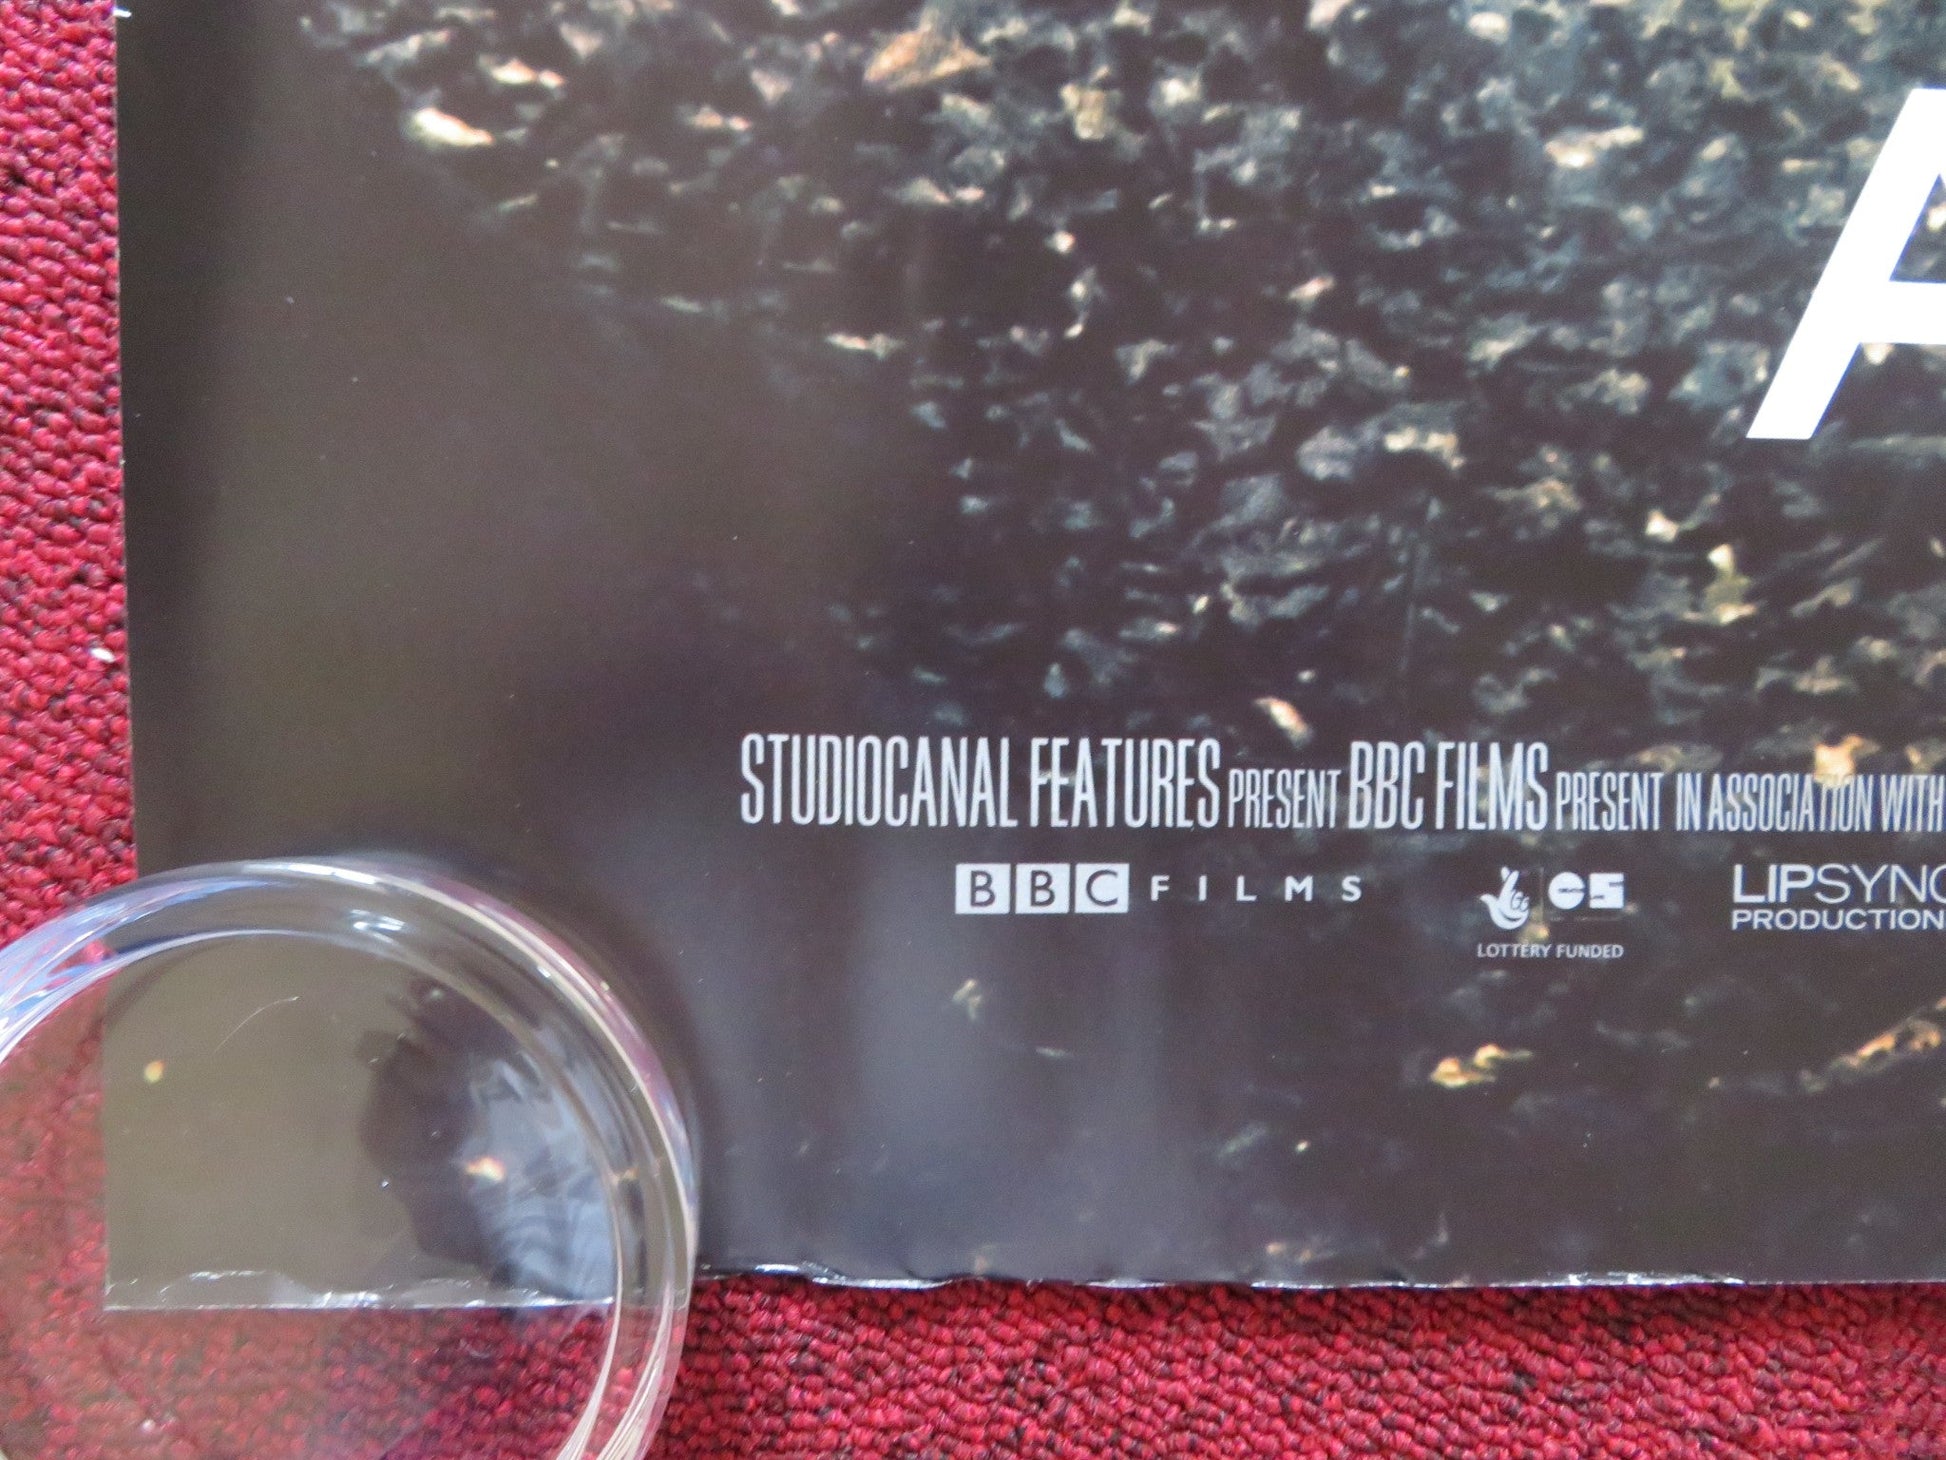 A
STUDIOCANAL FEATURES PRESENT BBC FILMS PRESENT IN ASSOCIATION WITH
BBC FILMS
LOTTERY FUNDED
LIPSYNC
PRODUCTION